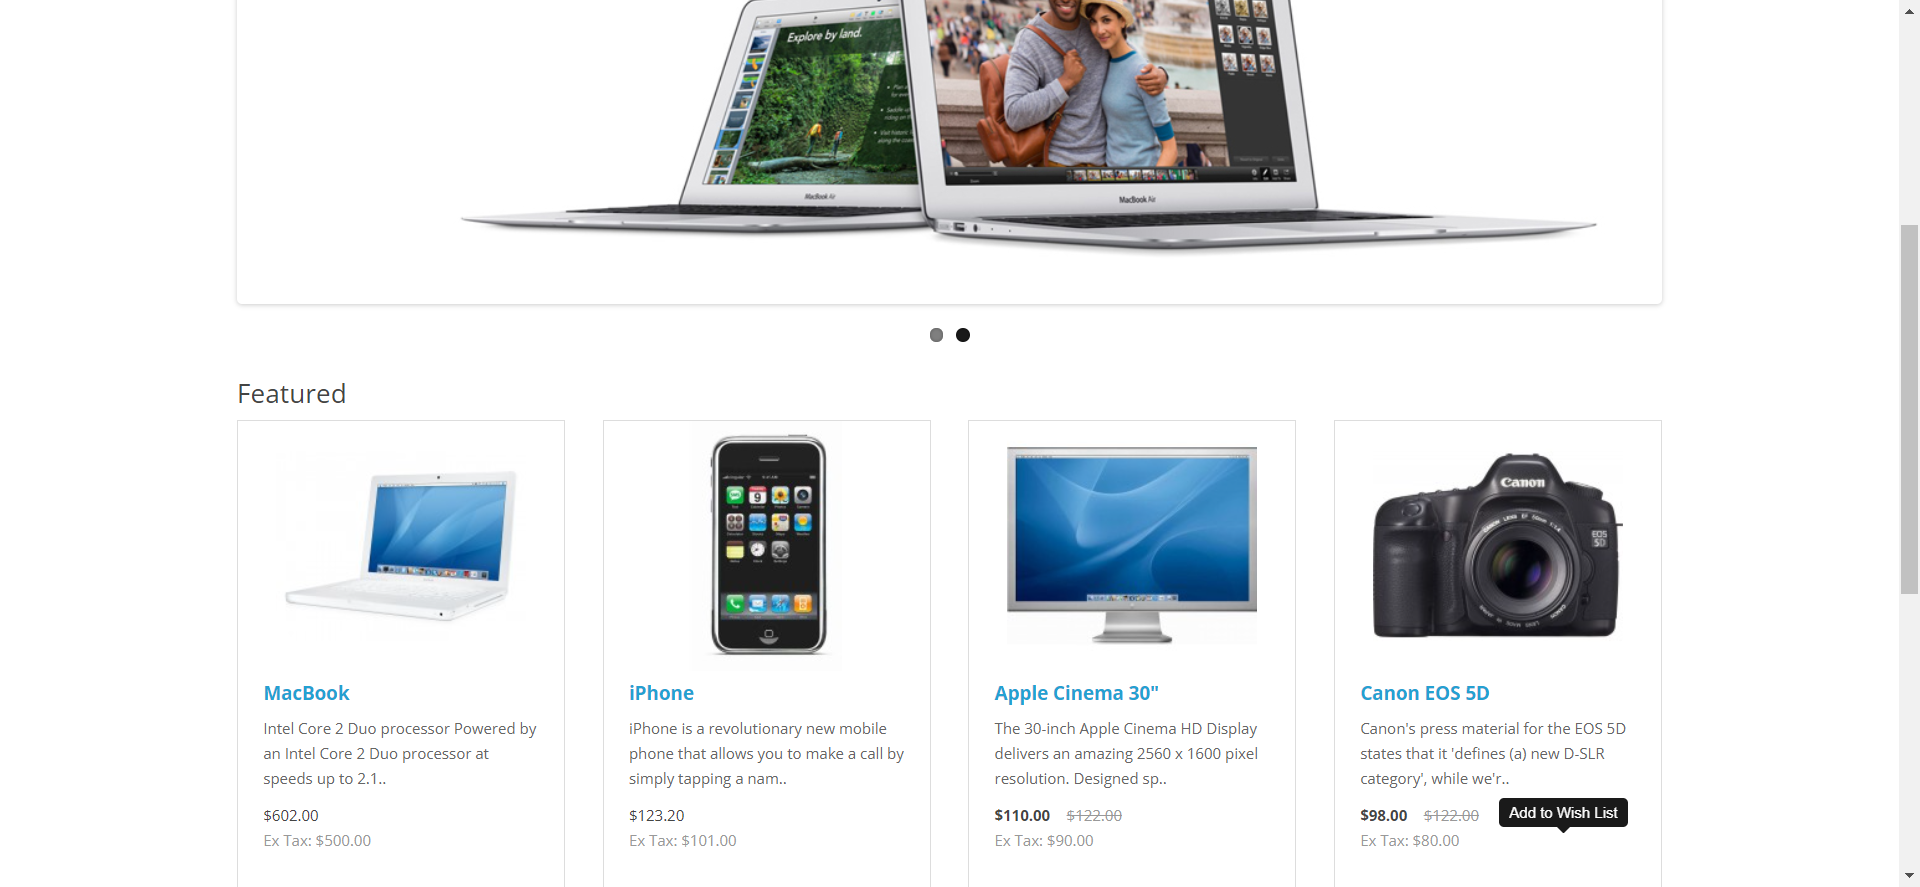 Explore by land.
MacBook Air
MacBook Air
Featured
Canon
EOS
5D
MacBook
Intel Core 2 Duo processor Powered by
an Intel Core 2 Duo processor at
speeds up to 2.1..
$602.00
Ex Tax: $500.00
iPhone
iPhone is a revolutionary new mobile
phone that allows you to make a call by
simply tapping a nam..
$123.20
Ex Tax: $101.00
Apple Cinema 30"
The 30-inch Apple Cinema HD Display
delivers an amazing 2560 x 1600 pixel
resolution. Designed sp..
$110.00 $122.00
Ex Tax: $90.00
Canon EOS 5D
Canon's press material for the EOS 5D
states that it 'defines (a) new D-SLR
category', while we'r..
$98.00 $122.00
Add to Wish List
Ex Tax: $80.00